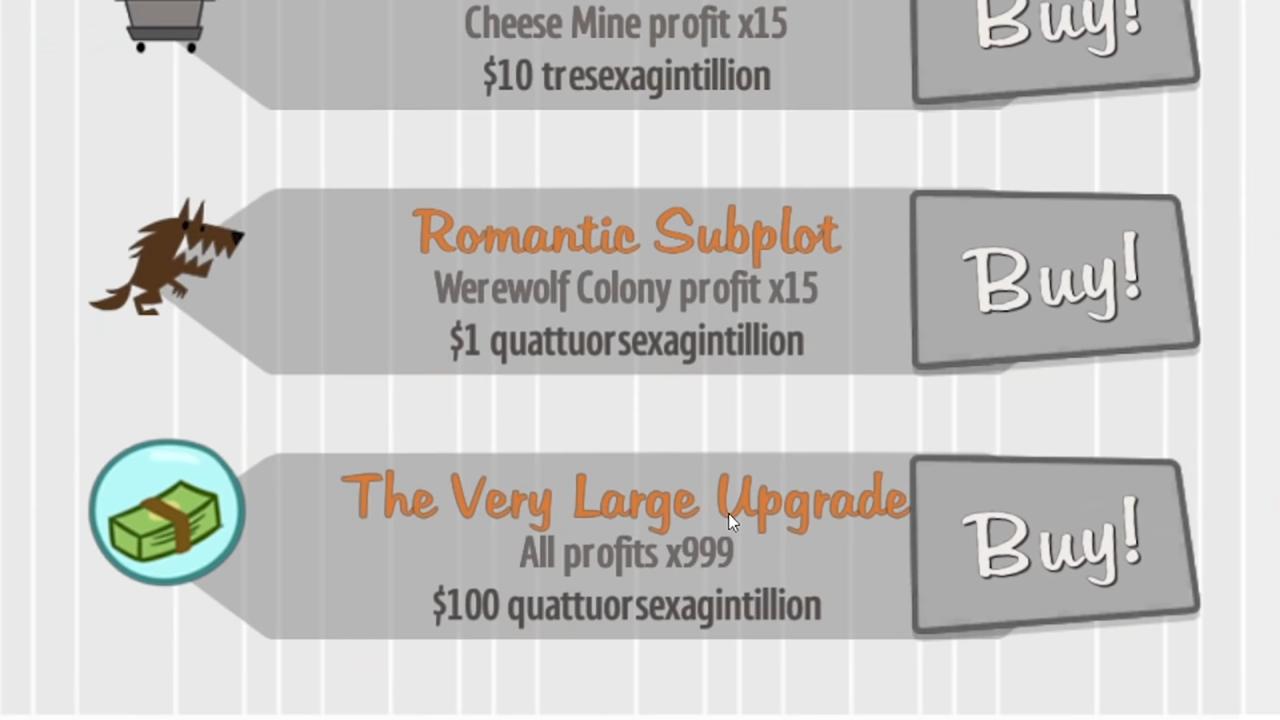 Cheese Mine profit x15
$10 tresexagintillion
Buy!
Romantic Subplot
Werewolf Colony profit x15
$1 quattuorsexagintillion
Buy!
The Very Large Upgrade
All profits x999
$100 quattuorsexagintillion
Buy!